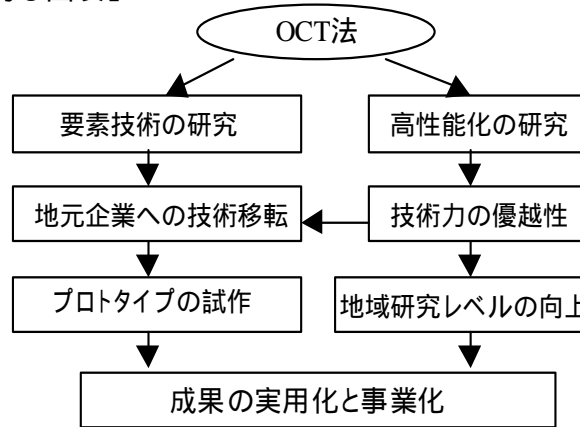 OCT法
要素技術の研究
高性能化の研究
地元企業への技術移転
技術力の優越性
プロトタイプの試作
地域研究レベルの向上
成果の実用化と事業化